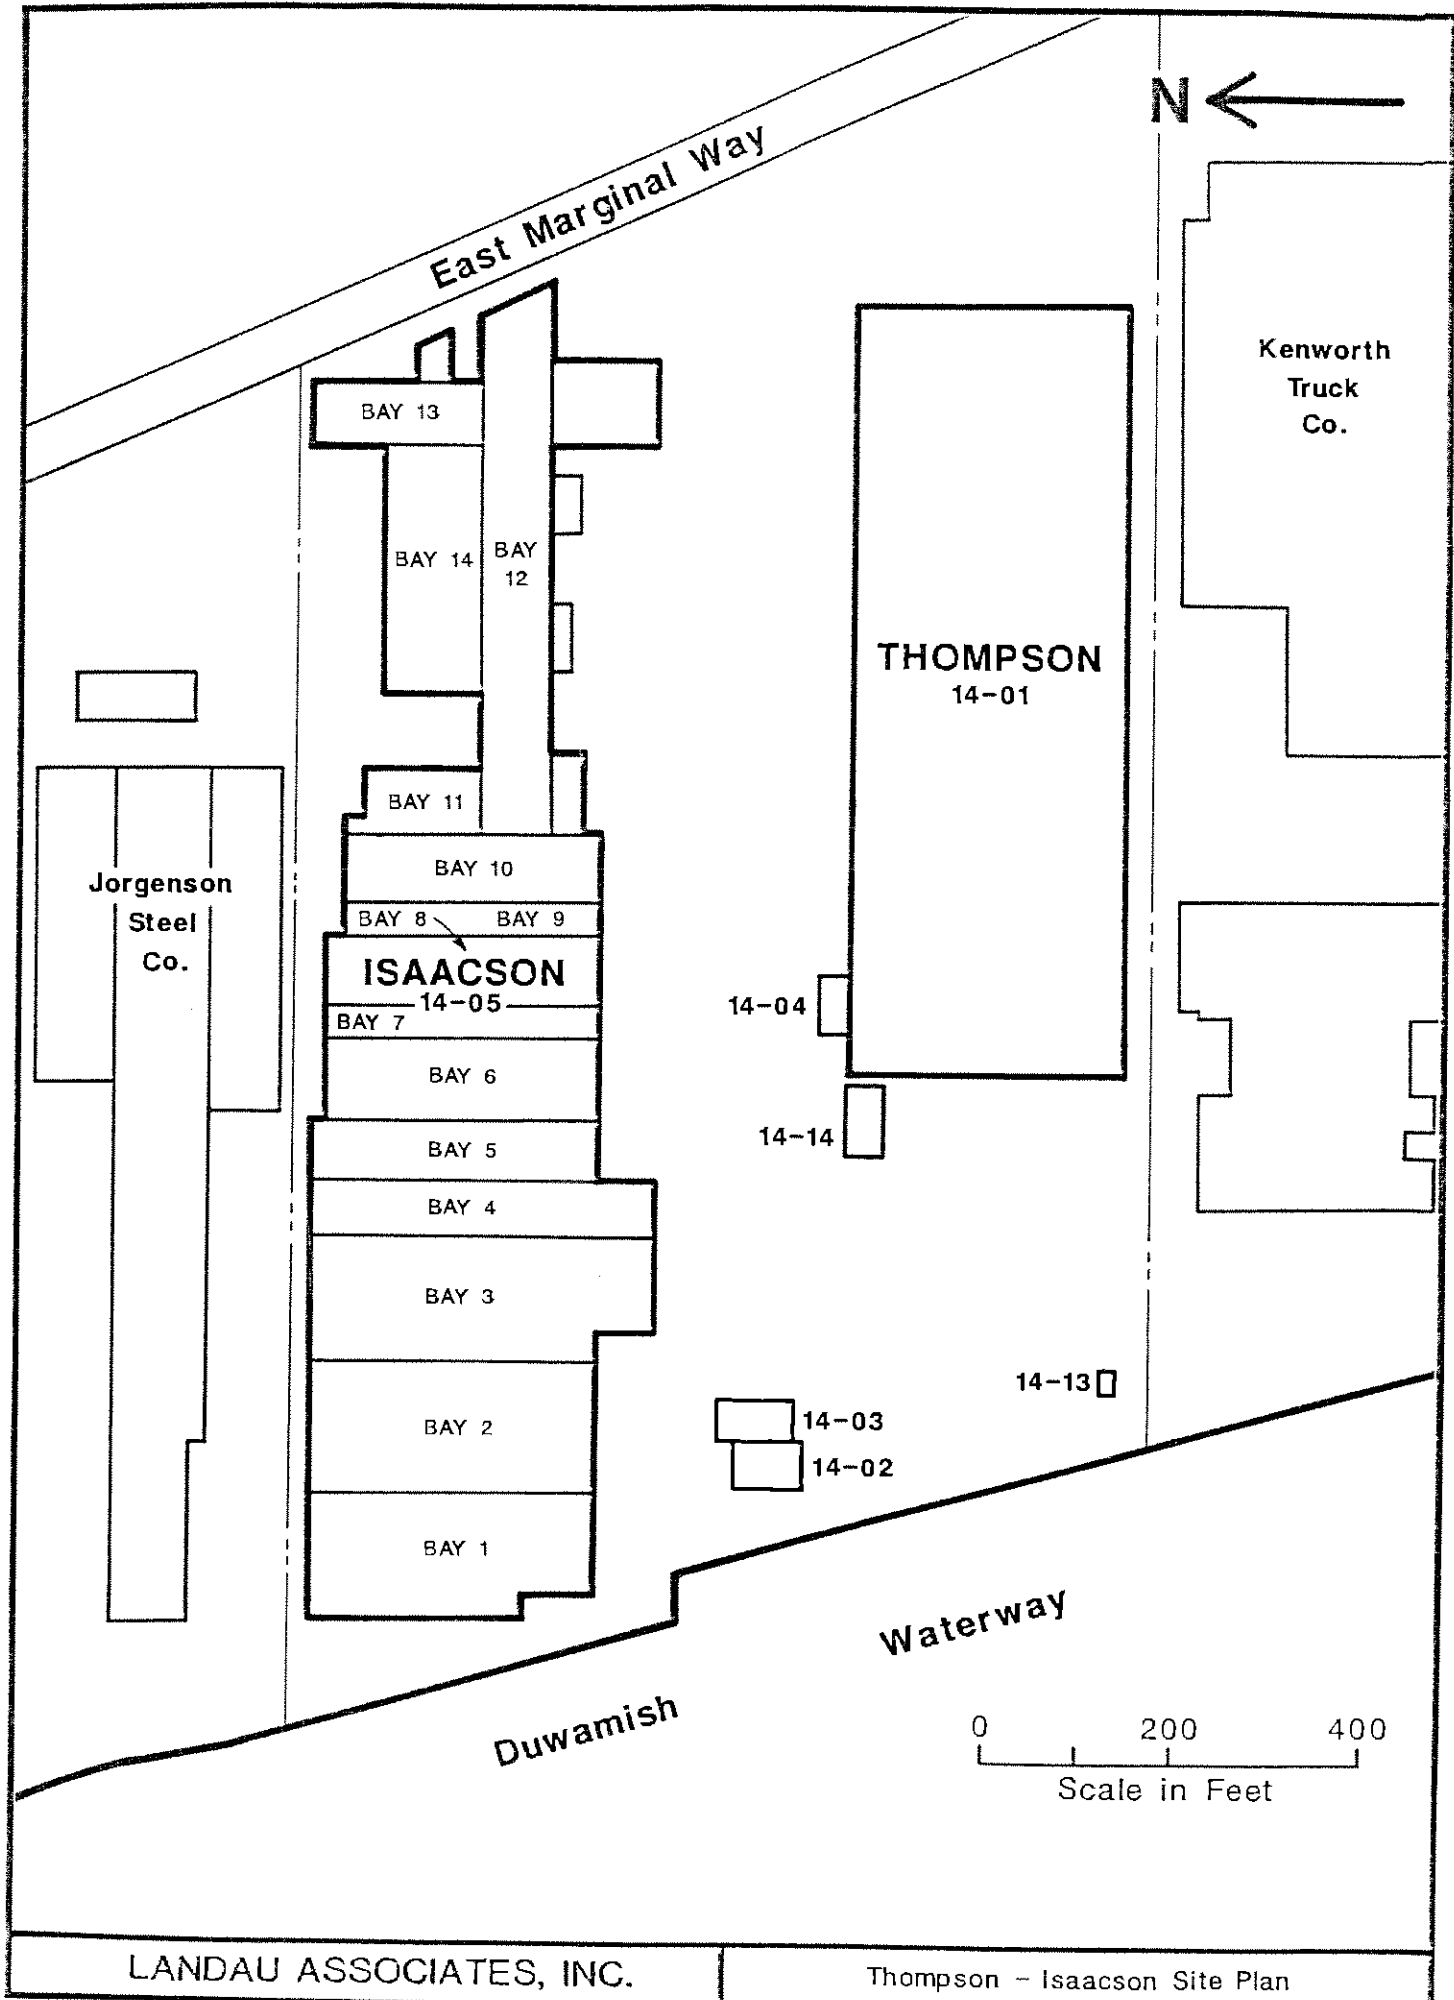 N
East Marginal Way
Kenworth
Truck
Co.
BAY 13
BAY 14
BAY
12
THOMPSON
14-01
BAY 11
BAY 10
Jorgenson
Steel
Co.
BAY 8
BAY 9
ISAACSON
14-05
BAY 7
14-04
BAY 6
14-14
BAY 5
BAY 4
BAY 3
14-13
14-03
BAY 2
14-02
BAY 1
Duwamish Waterway
0 200 400
Scale in Feet
LANDAU ASSOCIATES, INC.
Thompson - Isaacson Site Plan